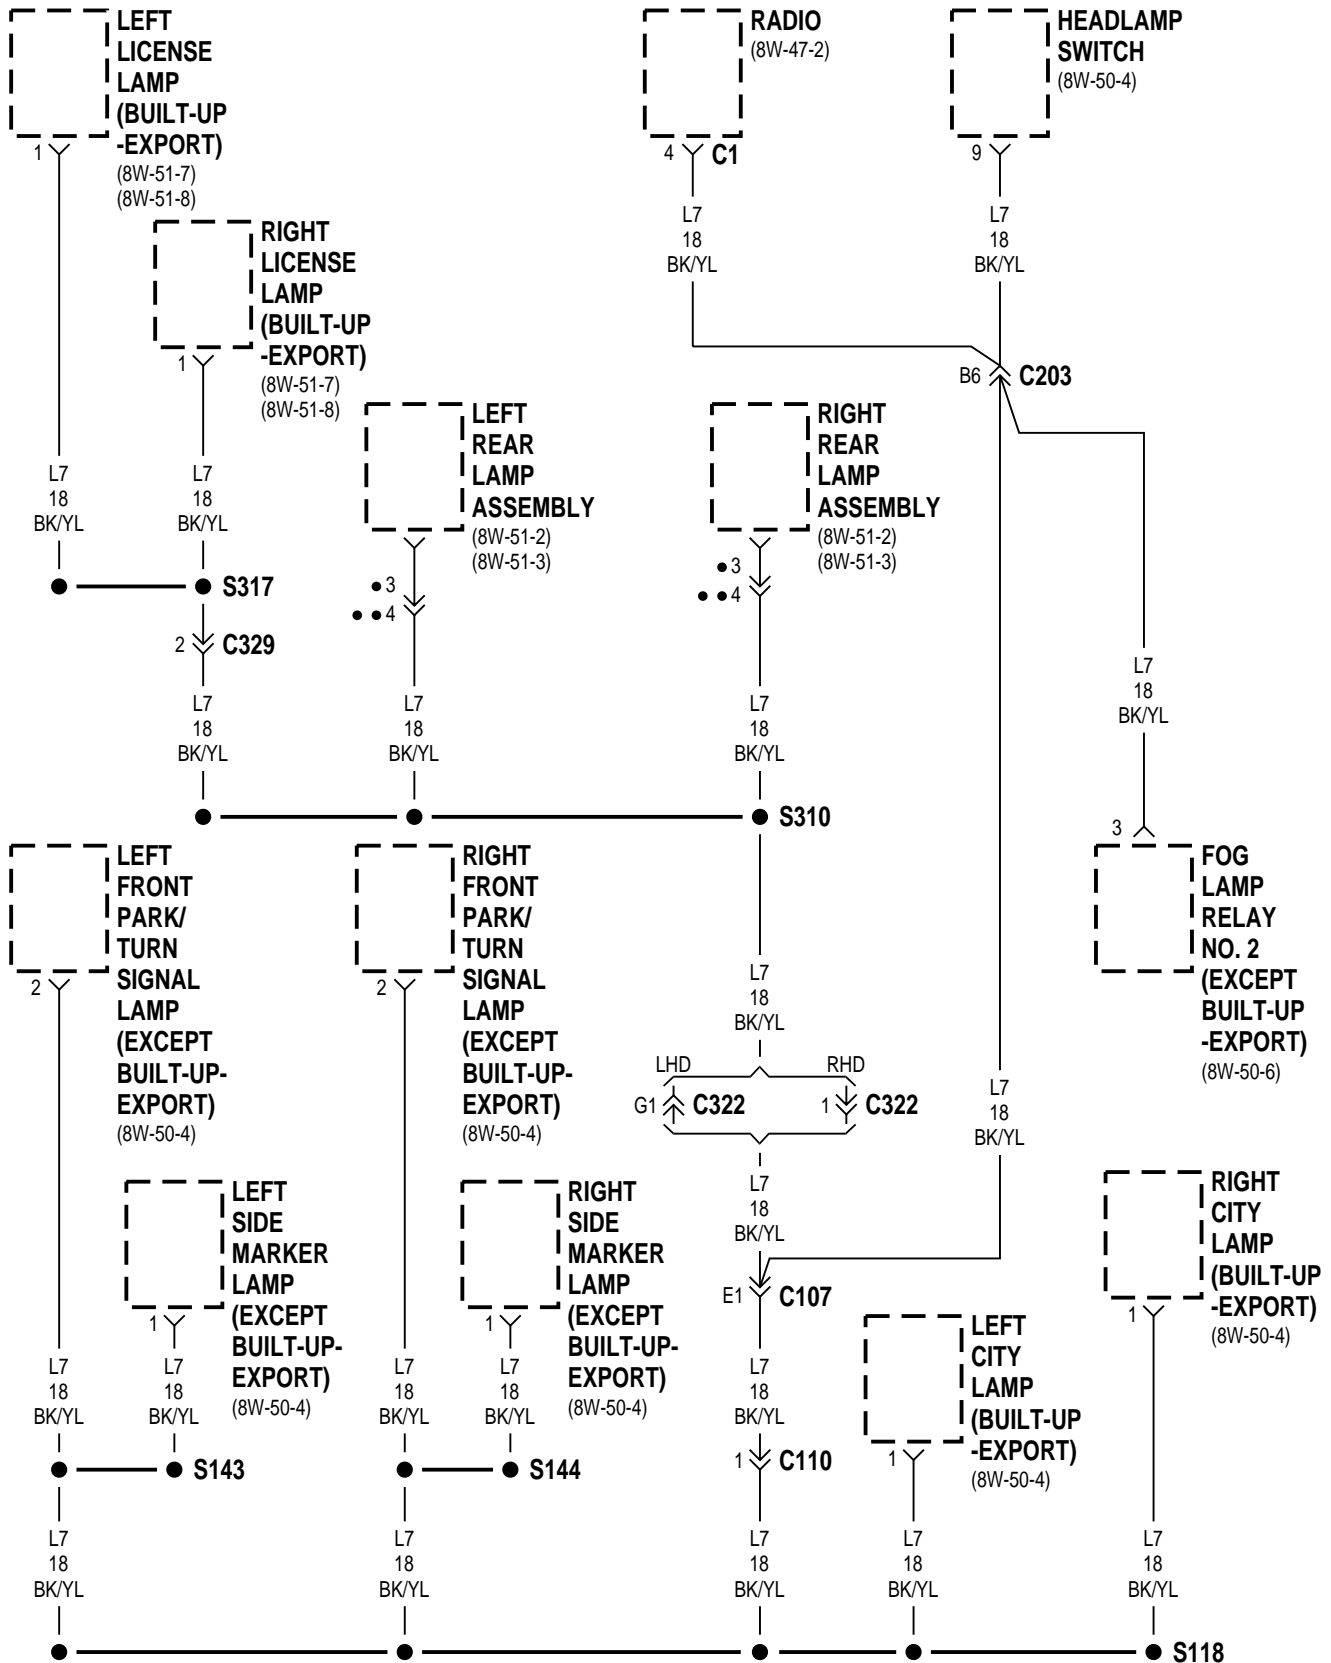 LEFT
LICENSE
LAMP
(BUILT-UP
-EXPORT)
(8W-51-7)
(8W-51-8)
1
RADIO
(8W-47-2)
4
C1
HEADLAMP
SWITCH
(8W-50-4)
9
L7
18
BK/YL
L7
18
BK/YL
RIGHT
LICENSE
LAMP
(BUILT-UP
-EXPORT)
(8W-51-7)
(8W-51-8)
1
B6
C203
LEFT
REAR
LAMP
ASSEMBLY
(8W-51-2)
(8W-51-3)
RIGHT
REAR
LAMP
ASSEMBLY
(8W-51-2)
(8W-51-3)
L7
18
BK/YL
L7
18
BK/YL
S317
• 3
• • 4
• 3
• • 4
2
C329
L7
18
BK/YL
L7
18
BK/YL
L7
18
BK/YL
L7
18
BK/YL
S310
3
FOG
LAMP
RELAY
NO. 2
(EXCEPT
BUILT-UP
-EXPORT)
(8W-50-6)
LEFT
FRONT
PARK/
TURN
SIGNAL
LAMP
(EXCEPT
BUILT-UP-
EXPORT)
(8W-50-4)
2
RIGHT
FRONT
PARK/
TURN
SIGNAL
LAMP
(EXCEPT
BUILT-UP-
EXPORT)
(8W-50-4)
2
L7
18
BK/YL
LHD
RHD
G1
C322
1
C322
L7
18
BK/YL
L7
18
BK/YL
E1
C107
LEFT
SIDE
MARKER
LAMP
(EXCEPT
BUILT-UP-
EXPORT)
(8W-50-4)
1
RIGHT
SIDE
MARKER
LAMP
(EXCEPT
BUILT-UP-
EXPORT)
(8W-50-4)
1
RIGHT
CITY
LAMP
(BUILT-UP
-EXPORT)
(8W-50-4)
1
LEFT
CITY
LAMP
(BUILT-UP
-EXPORT)
(8W-50-4)
1
L7
18
BK/YL
L7
18
BK/YL
L7
18
BK/YL
L7
18
BK/YL
L7
18
BK/YL
S143
S144
1
C110
L7
18
BK/YL
L7
18
BK/YL
L7
18
BK/YL
L7
18
BK/YL
L7
18
BK/YL
S118